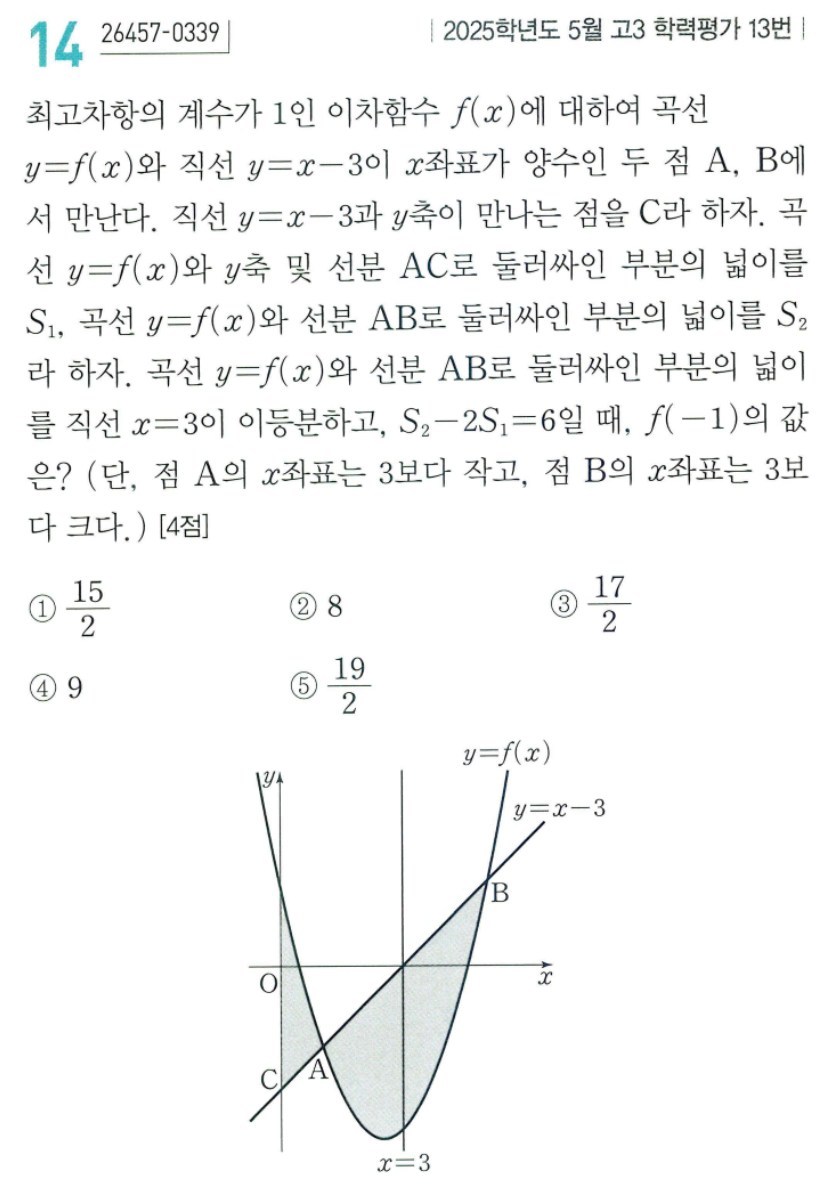 14 26457-0339 | 2025학년도 5월 고3 학력평가 13번 |
최고차항의 계수가 1인 이차함수 f(x)에 대하여 곡선
y=f(x)와 직선 y=x-3이 x좌표가 양수인 두 점 A, B에
서 만난다. 직선 y=x-3과 y축이 만나는 점을 C라 하자. 곡
선 y=f(x)와 y축 및 선분 AC로 둘러싸인 부분의 넓이를
S₁, 곡선 y=f(x)와 선분 AB로 둘러싸인 부분의 넓이를 S₂
라 하자. 곡선 y=f(x)와 선분 AB로 둘러싸인 부분의 넓이
를 직선 x=3이 이등분하고, S₂-2S₁=6일 때, f(-1)의 값
은? (단, 점 A의 x좌표는 3보다 작고, 점 B의 x좌표는 3보
다 크다.) [4점]
① 15/2 ② 8 ③ 17/2
④ 9 ⑤ 19/2
y=f(x)
y
y=x-3
B
O
x
C
A
x=3